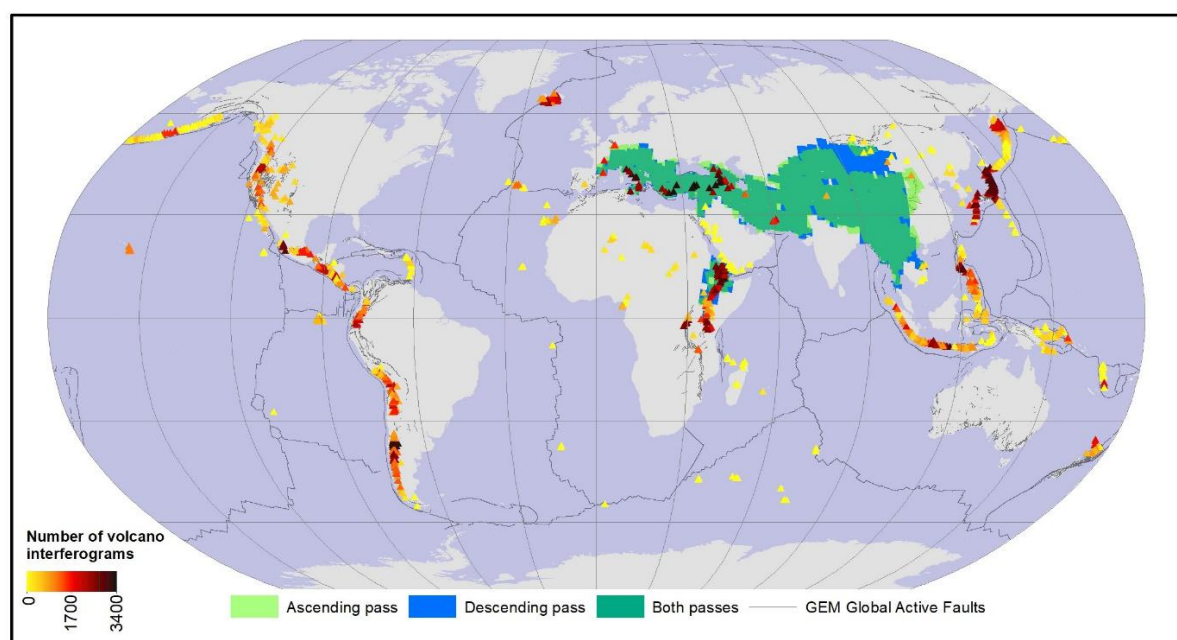 Number of volcano
interferograms
0
1700
3400
Ascending pass
Descending pass
Both passes
GEM Global Active Faults